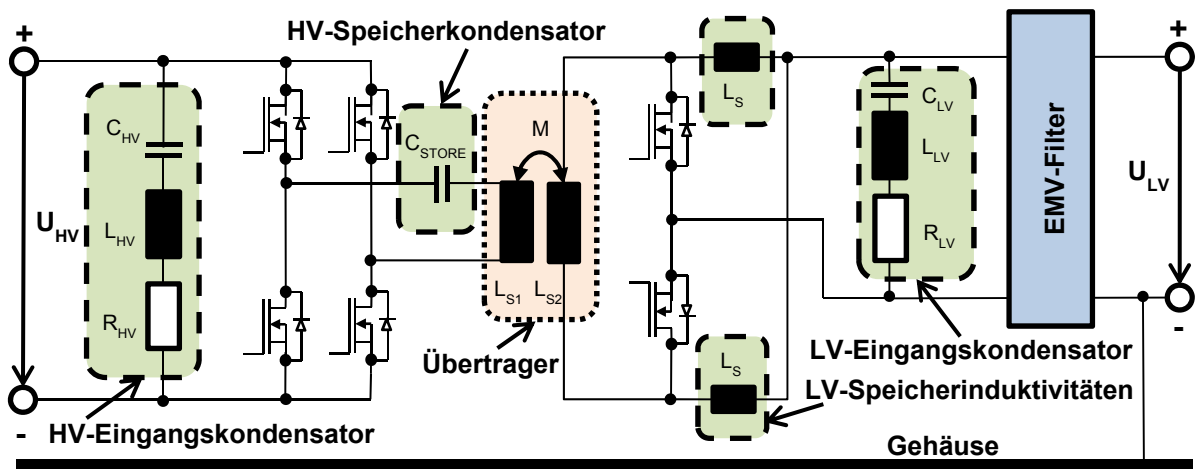 HV-Speicherkondensator
+
+
L_S
C_HV
C_STORE
M
C_LV
L_LV
EMV-Filter
U_HV
L_HV
U_LV
R_LV
L_S1
L_S2
R_HV
Übertrager
L_S
LV-Eingangskondensator
LV-Speicherinduktivitäten
-
-
HV-Eingangskondensator
Gehäuse